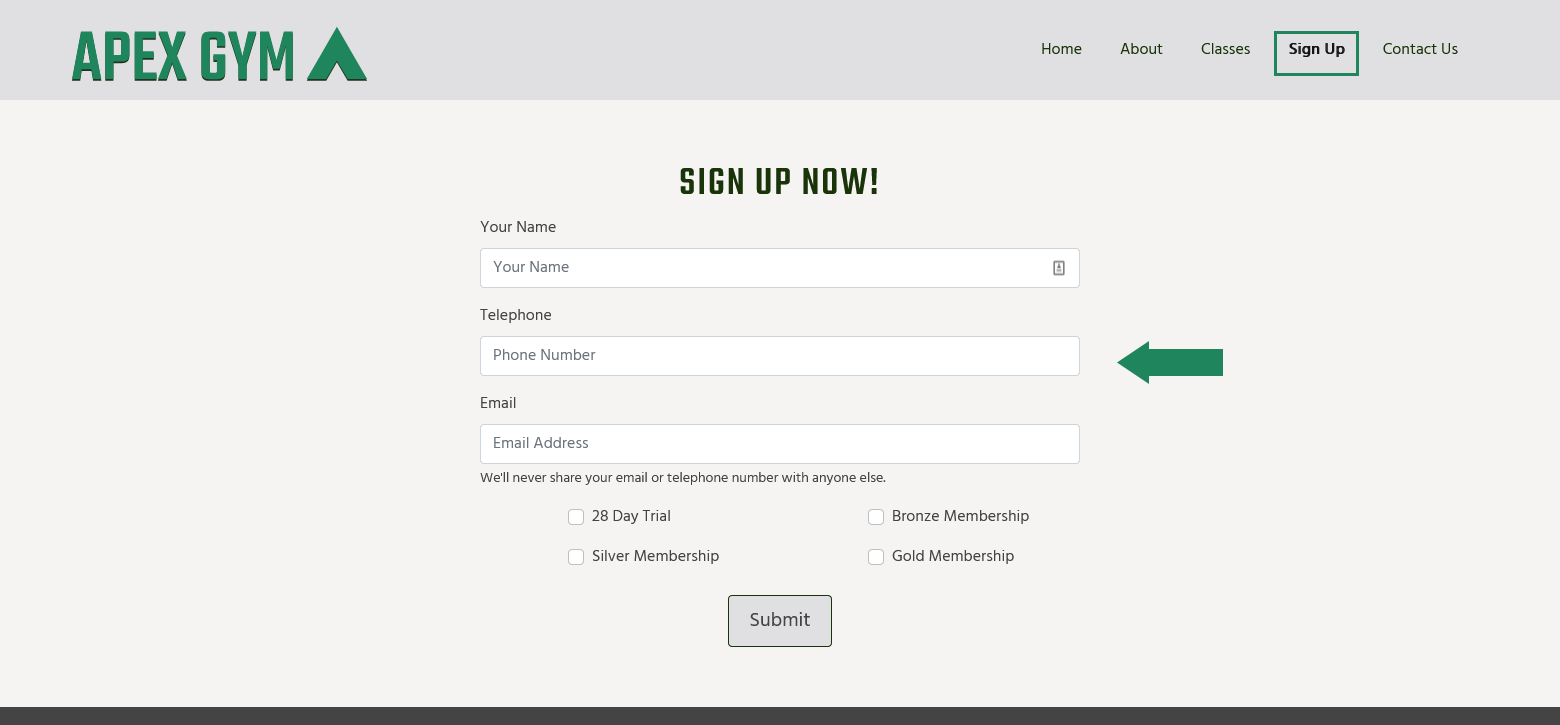 APEX GYM
Home About Classes Sign Up Contact Us
SIGN UP NOW!
Your Name
Your Name
Telephone
Phone Number
Email
Email Address
We'll never share your email or telephone number with anyone else.
28 Day Trial Bronze Membership
Silver Membership Gold Membership
Submit